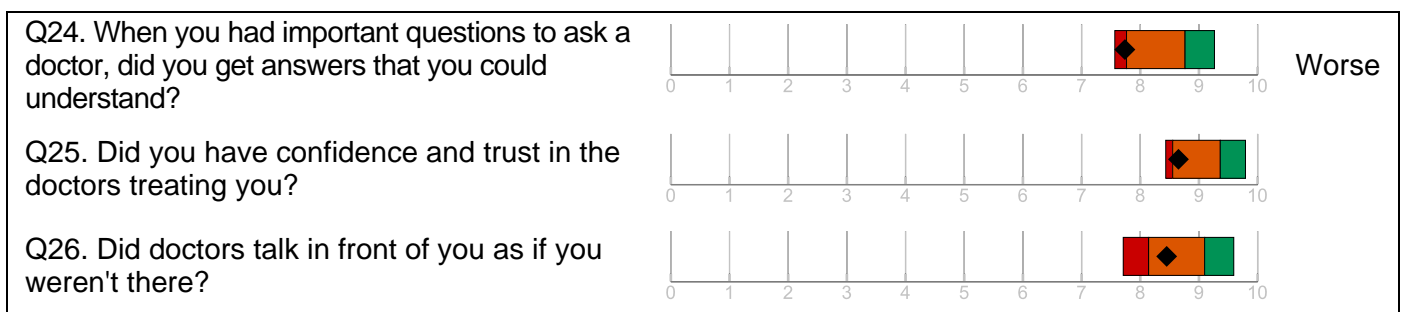 Q24. When you had important questions to ask a
doctor, did you get answers that you could
understand?
0 1 2 3 4 5 6 7 8 9 10
Worse
Q25. Did you have confidence and trust in the
doctors treating you?
0 1 2 3 4 5 6 7 8 9 10
Q26. Did doctors talk in front of you as if you
weren't there?
0 1 2 3 4 5 6 7 8 9 10